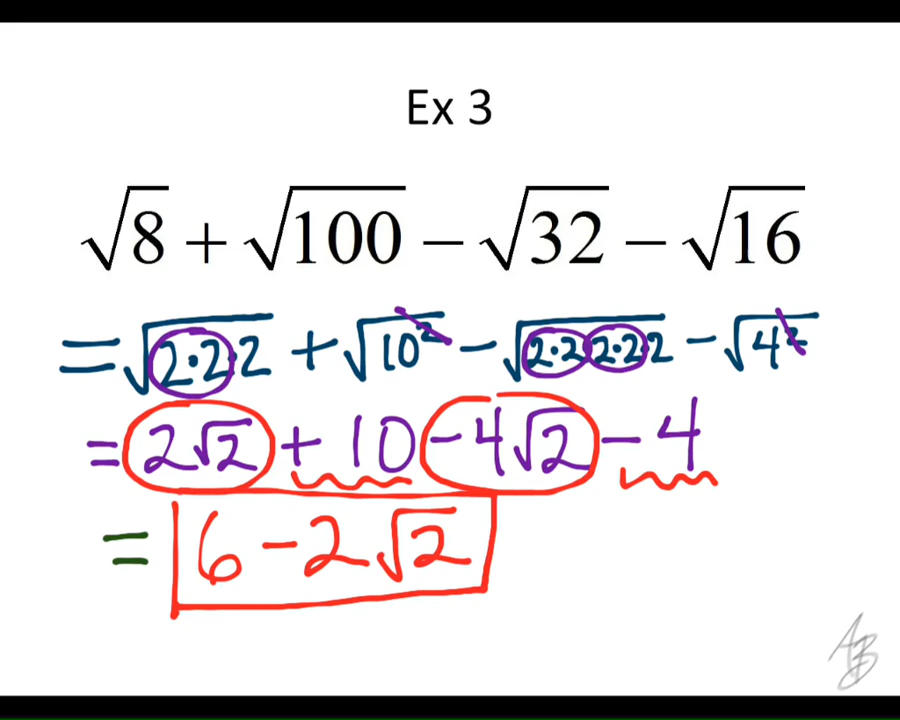 Ex 3
√8 + √100 − √32 − √16
= √2·2·2 + √10² − √2·2·2·2·2 − √4²
= 2√2 + 10 − 4√2 − 4
= 6 − 2√2